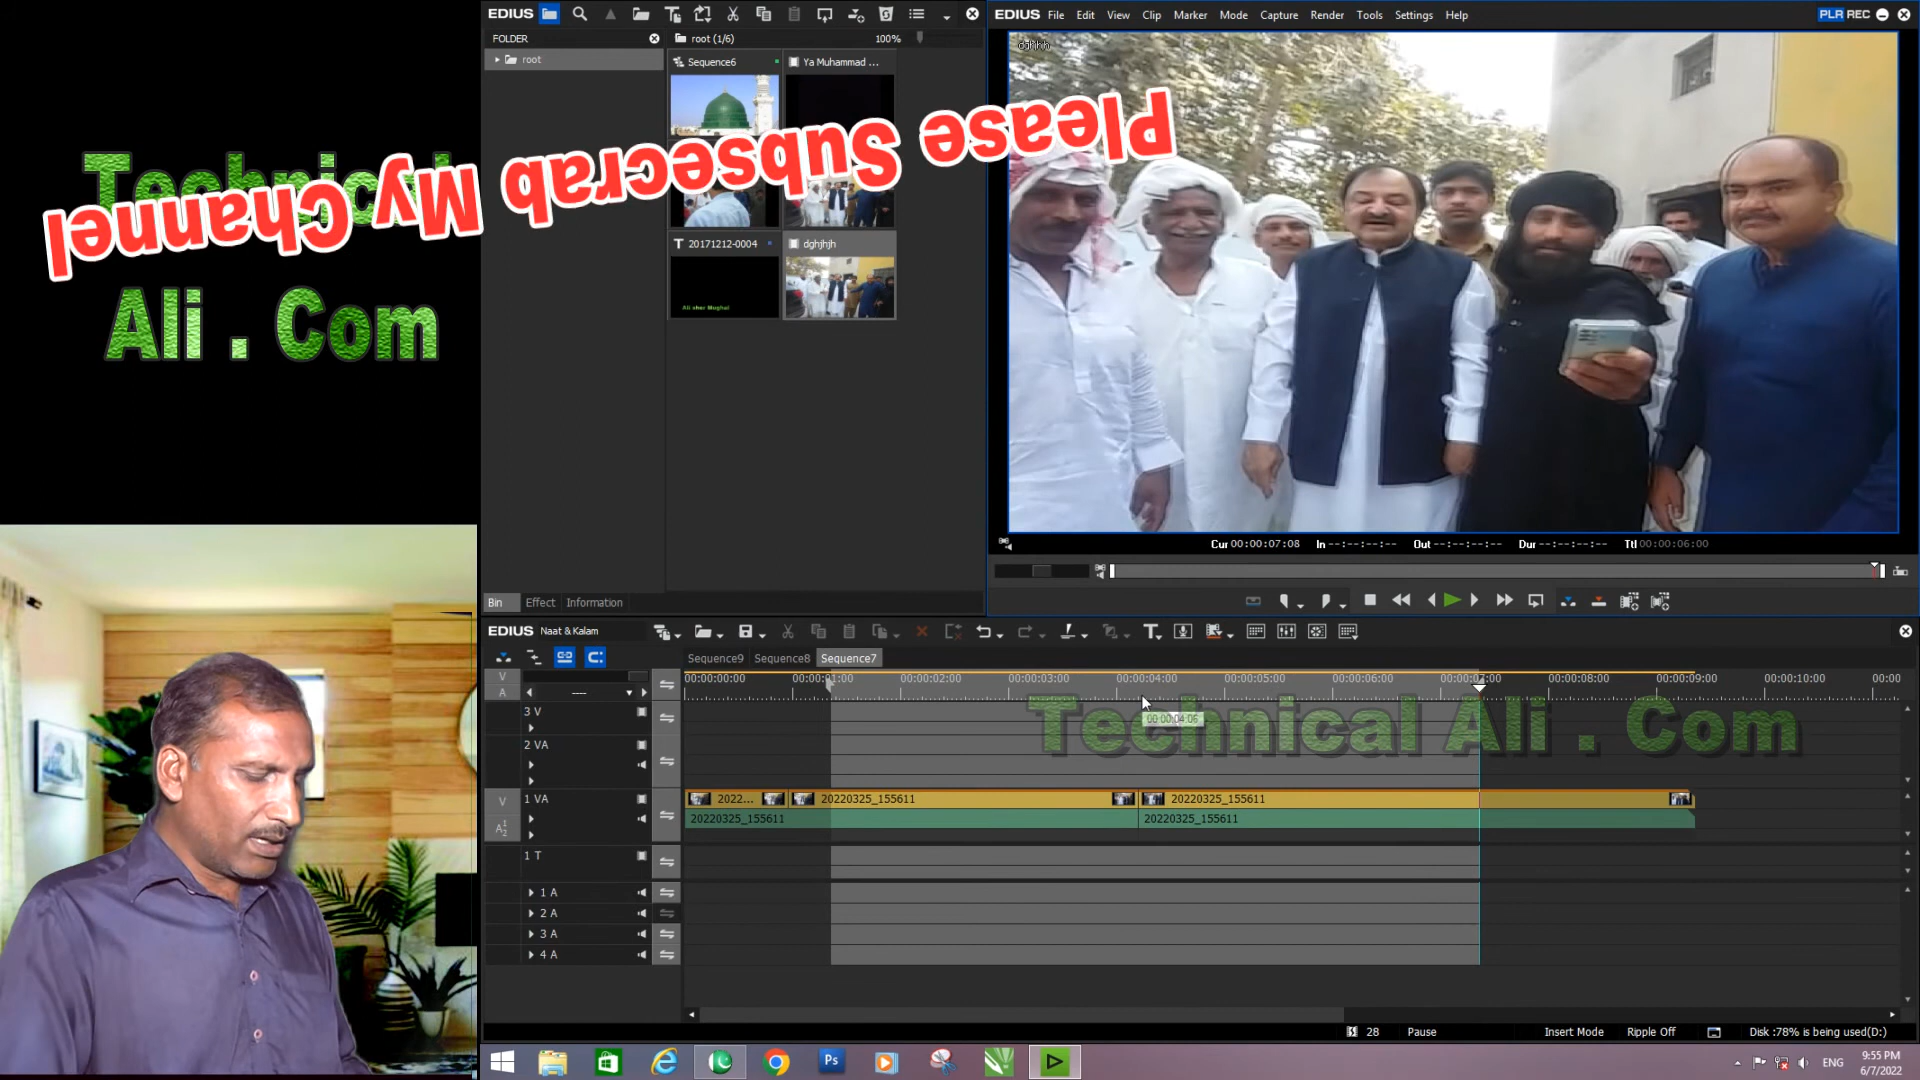 EDIUS
EDIUS File Edit View Clip Marker Mode Capture Render Tools Settings Help
PLR REC
FOLDER
root (1/6)
100%
root
Sequence6
Ya Muhammad ...
dghjhjh
Please Subsecrab My Channel
Technical
Ali . Com
20171212-0004
dghjhjh
Ali sher Mughal
Cur 00:00:07:08 In --:--:--:-- Out --:--:--:-- Dur --:--:--:-- Ttl 00:00:06:00
Bin Effect Information
EDIUS Naat & Kalam
Sequence9 Sequence8 Sequence7
V
A
----
00:00:00:00 00:00:01:00 00:00:02:00 00:00:03:00 00:00:04:00 00:00:05:00 00:00:06:00 00:00:07:00 00:00:08:00 00:00:09:00 00:00:10:00 00:00
3 V
00:00:04:06
Technical Ali . Com
2 VA
V
1 VA
2022... 20220325_155611 20220325_155611
A 1 2
20220325_155611 20220325_155611
1 T
1 A
2 A
3 A
4 A
28 Pause Insert Mode Ripple Off Disk :78% is being used(D:)
Ps
ENG
9:55 PM
6/7/2022